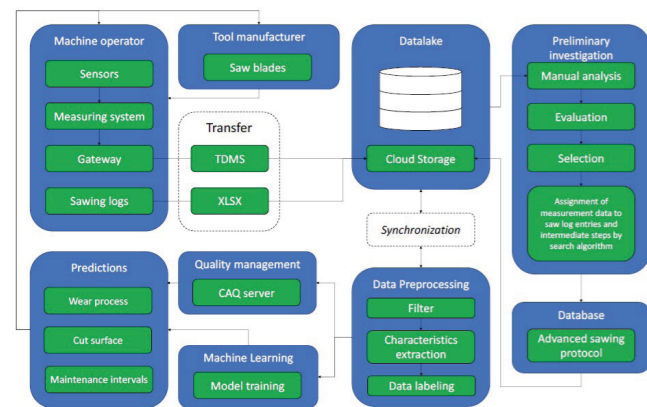 Machine operator
Sensors
Measuring system
Gateway
Sawing logs
Tool manufacturer
Saw blades
Transfer
TDMS
XLSX
Datalake
Cloud Storage
Synchronization
Preliminary
investigation
Manual analysis
Evaluation
Selection
Assignment of
measurement data to
saw log entries and
intermediate steps by
search algorithm
Predictions
Wear process
Cut surface
Maintenance intervals
Quality management
CAQ server
Machine Learning
Model training
Data Preprocessing
Filter
Characteristics
extraction
Data labeling
Database
Advanced sawing
protocol